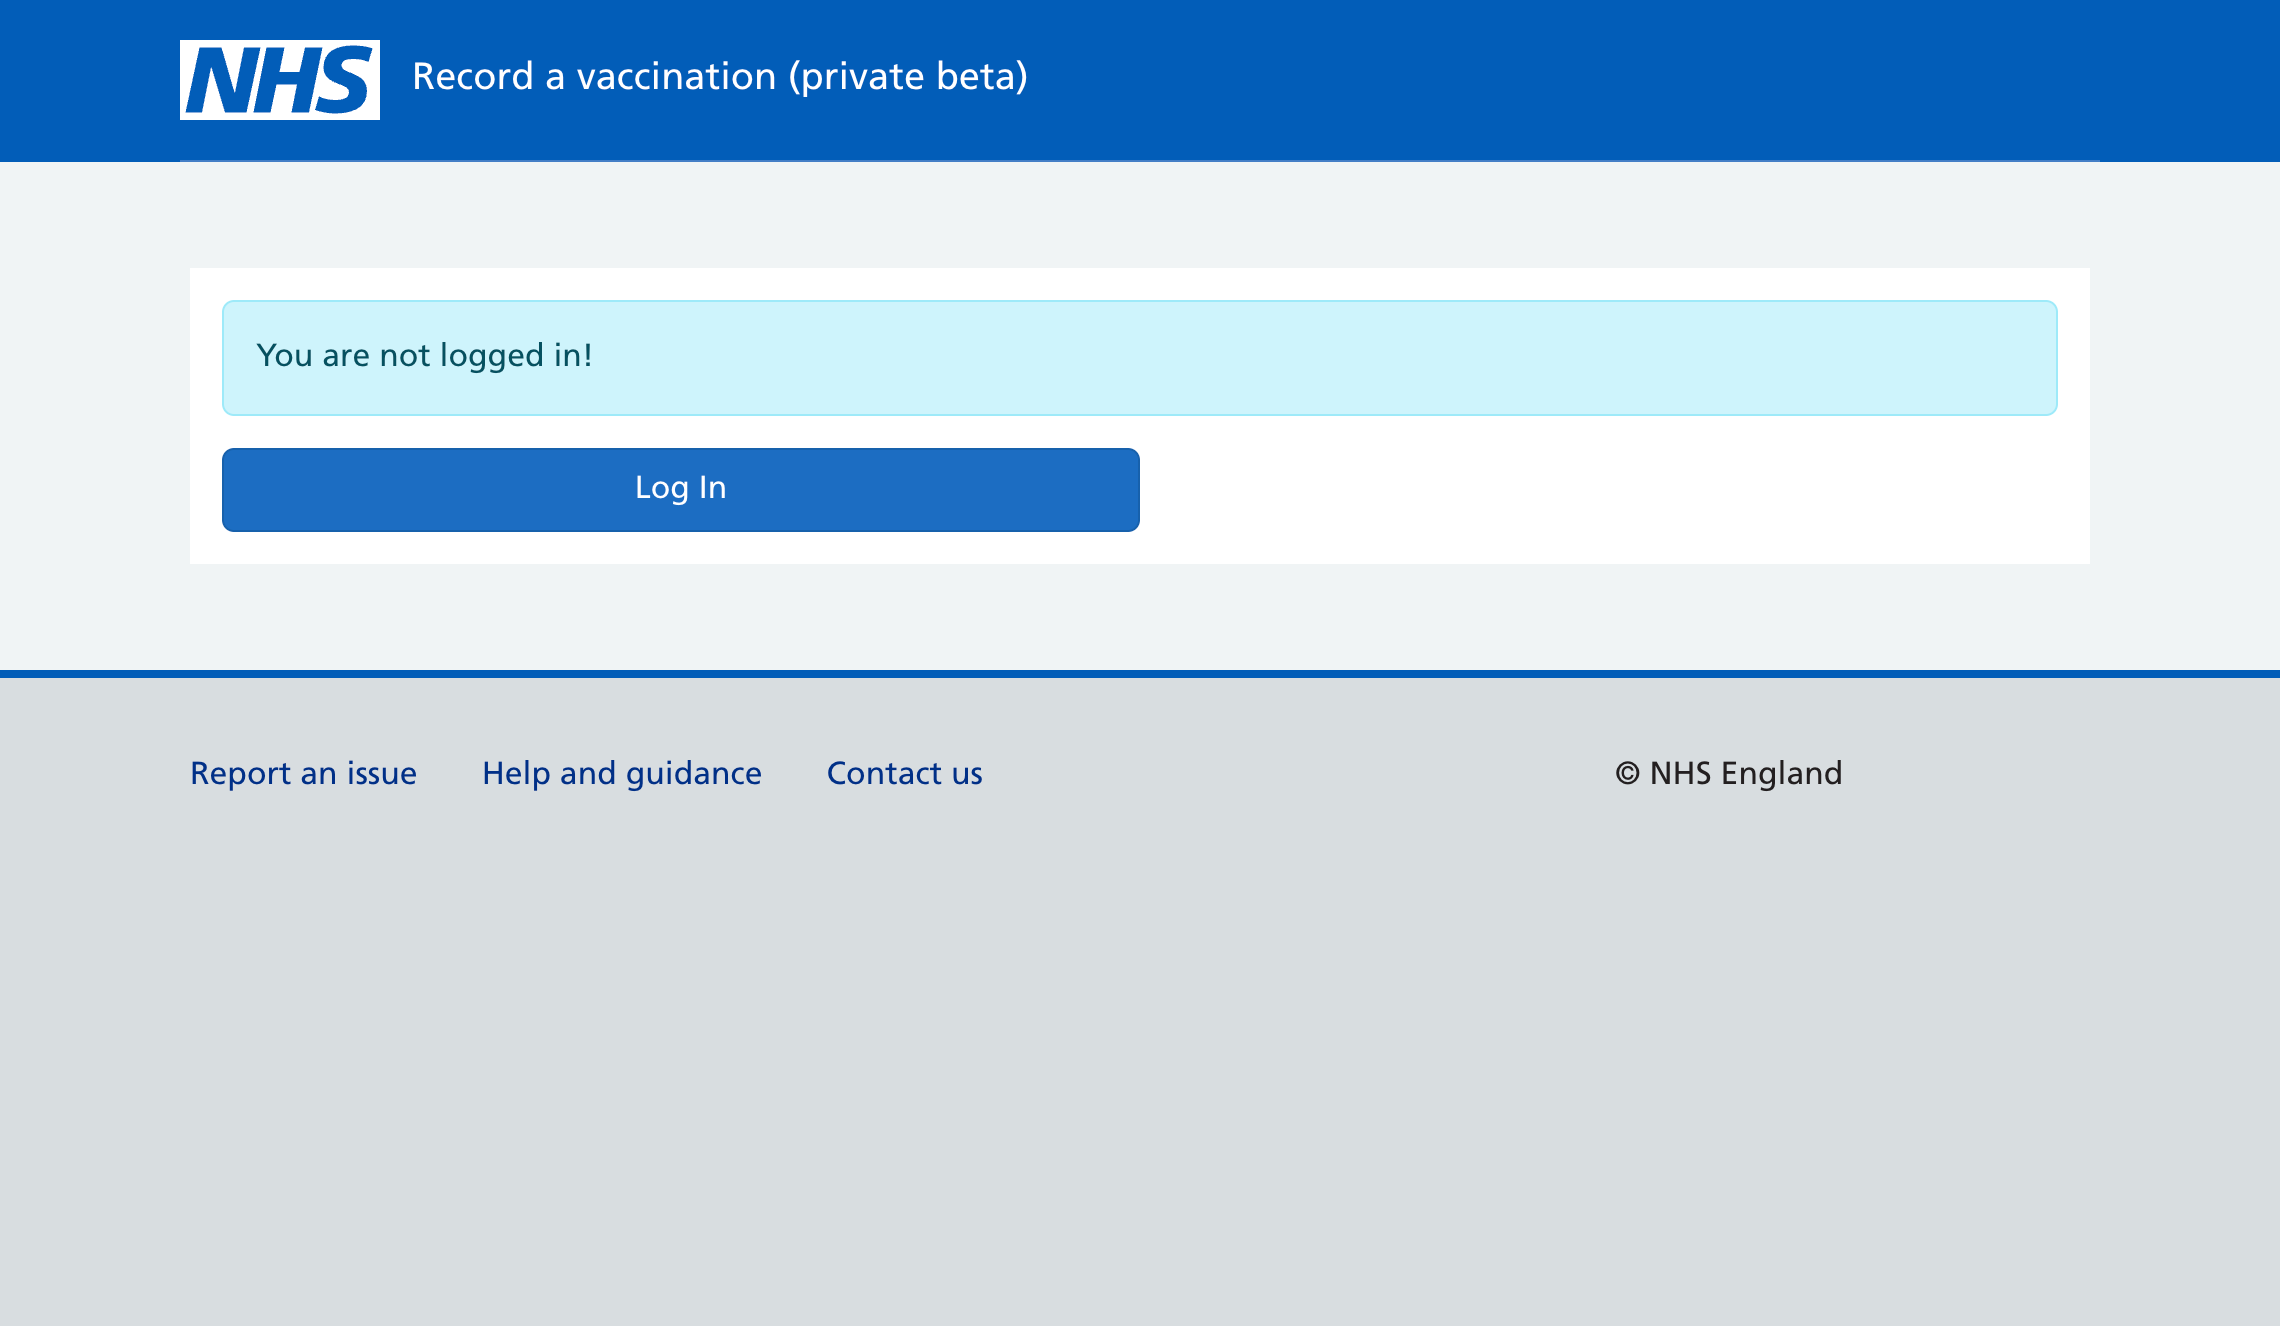 NHS Record a vaccination (private beta)
You are not logged in!
Log In
Report an issue Help and guidance Contact us © NHS England